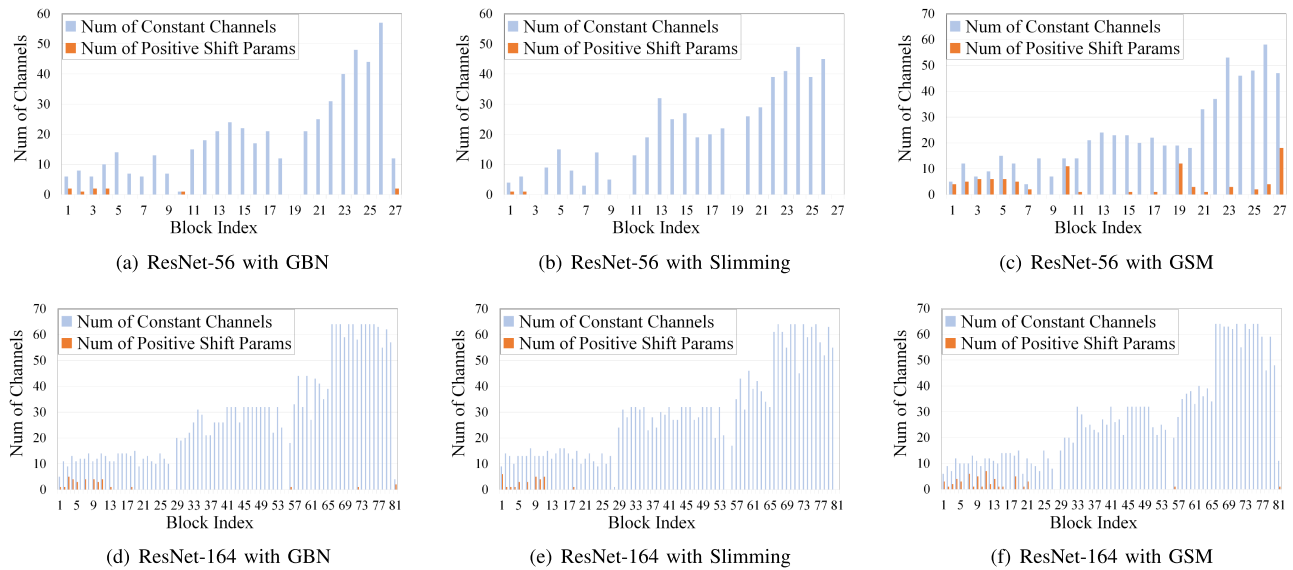 60
50
40
30
20
10
0
Num of Channels
Num of Constant Channels
Num of Positive Shift Params
1 3 5 7 9 11 13 15 17 19 21 23 25 27
Block Index
(a) ResNet-56 with GBN
60
50
40
30
20
10
0
Num of Channels
Num of Constant Channels
Num of Positive Shift Params
1 3 5 7 9 11 13 15 17 19 21 23 25 27
Block Index
(b) ResNet-56 with Slimming
70
60
50
40
30
20
10
0
Num of Channels
Num of Constant Channels
Num of Positive Shift Params
1 3 5 7 9 11 13 15 17 19 21 23 25 27
Block Index
(c) ResNet-56 with GSM
70
60
50
40
30
20
10
0
Num of Channels
Num of Constant Channels
Num of Positive Shift Params
1 5 9 13 17 21 25 29 33 37 41 45 49 53 57 61 65 69 73 77 81
Block Index
(d) ResNet-164 with GBN
70
60
50
40
30
20
10
0
Num of Channels
Num of Constant Channels
Num of Positive Shift Params
1 5 9 13 17 21 25 29 33 37 41 45 49 53 57 61 65 69 73 77 81
Block Index
(e) ResNet-164 with Slimming
70
60
50
40
30
20
10
0
Num of Channels
Num of Constant Channels
Num of Positive Shift Params
1 5 9 13 17 21 25 29 33 37 41 45 49 53 57 61 65 69 73 77 81
Block Index
(f) ResNet-164 with GSM